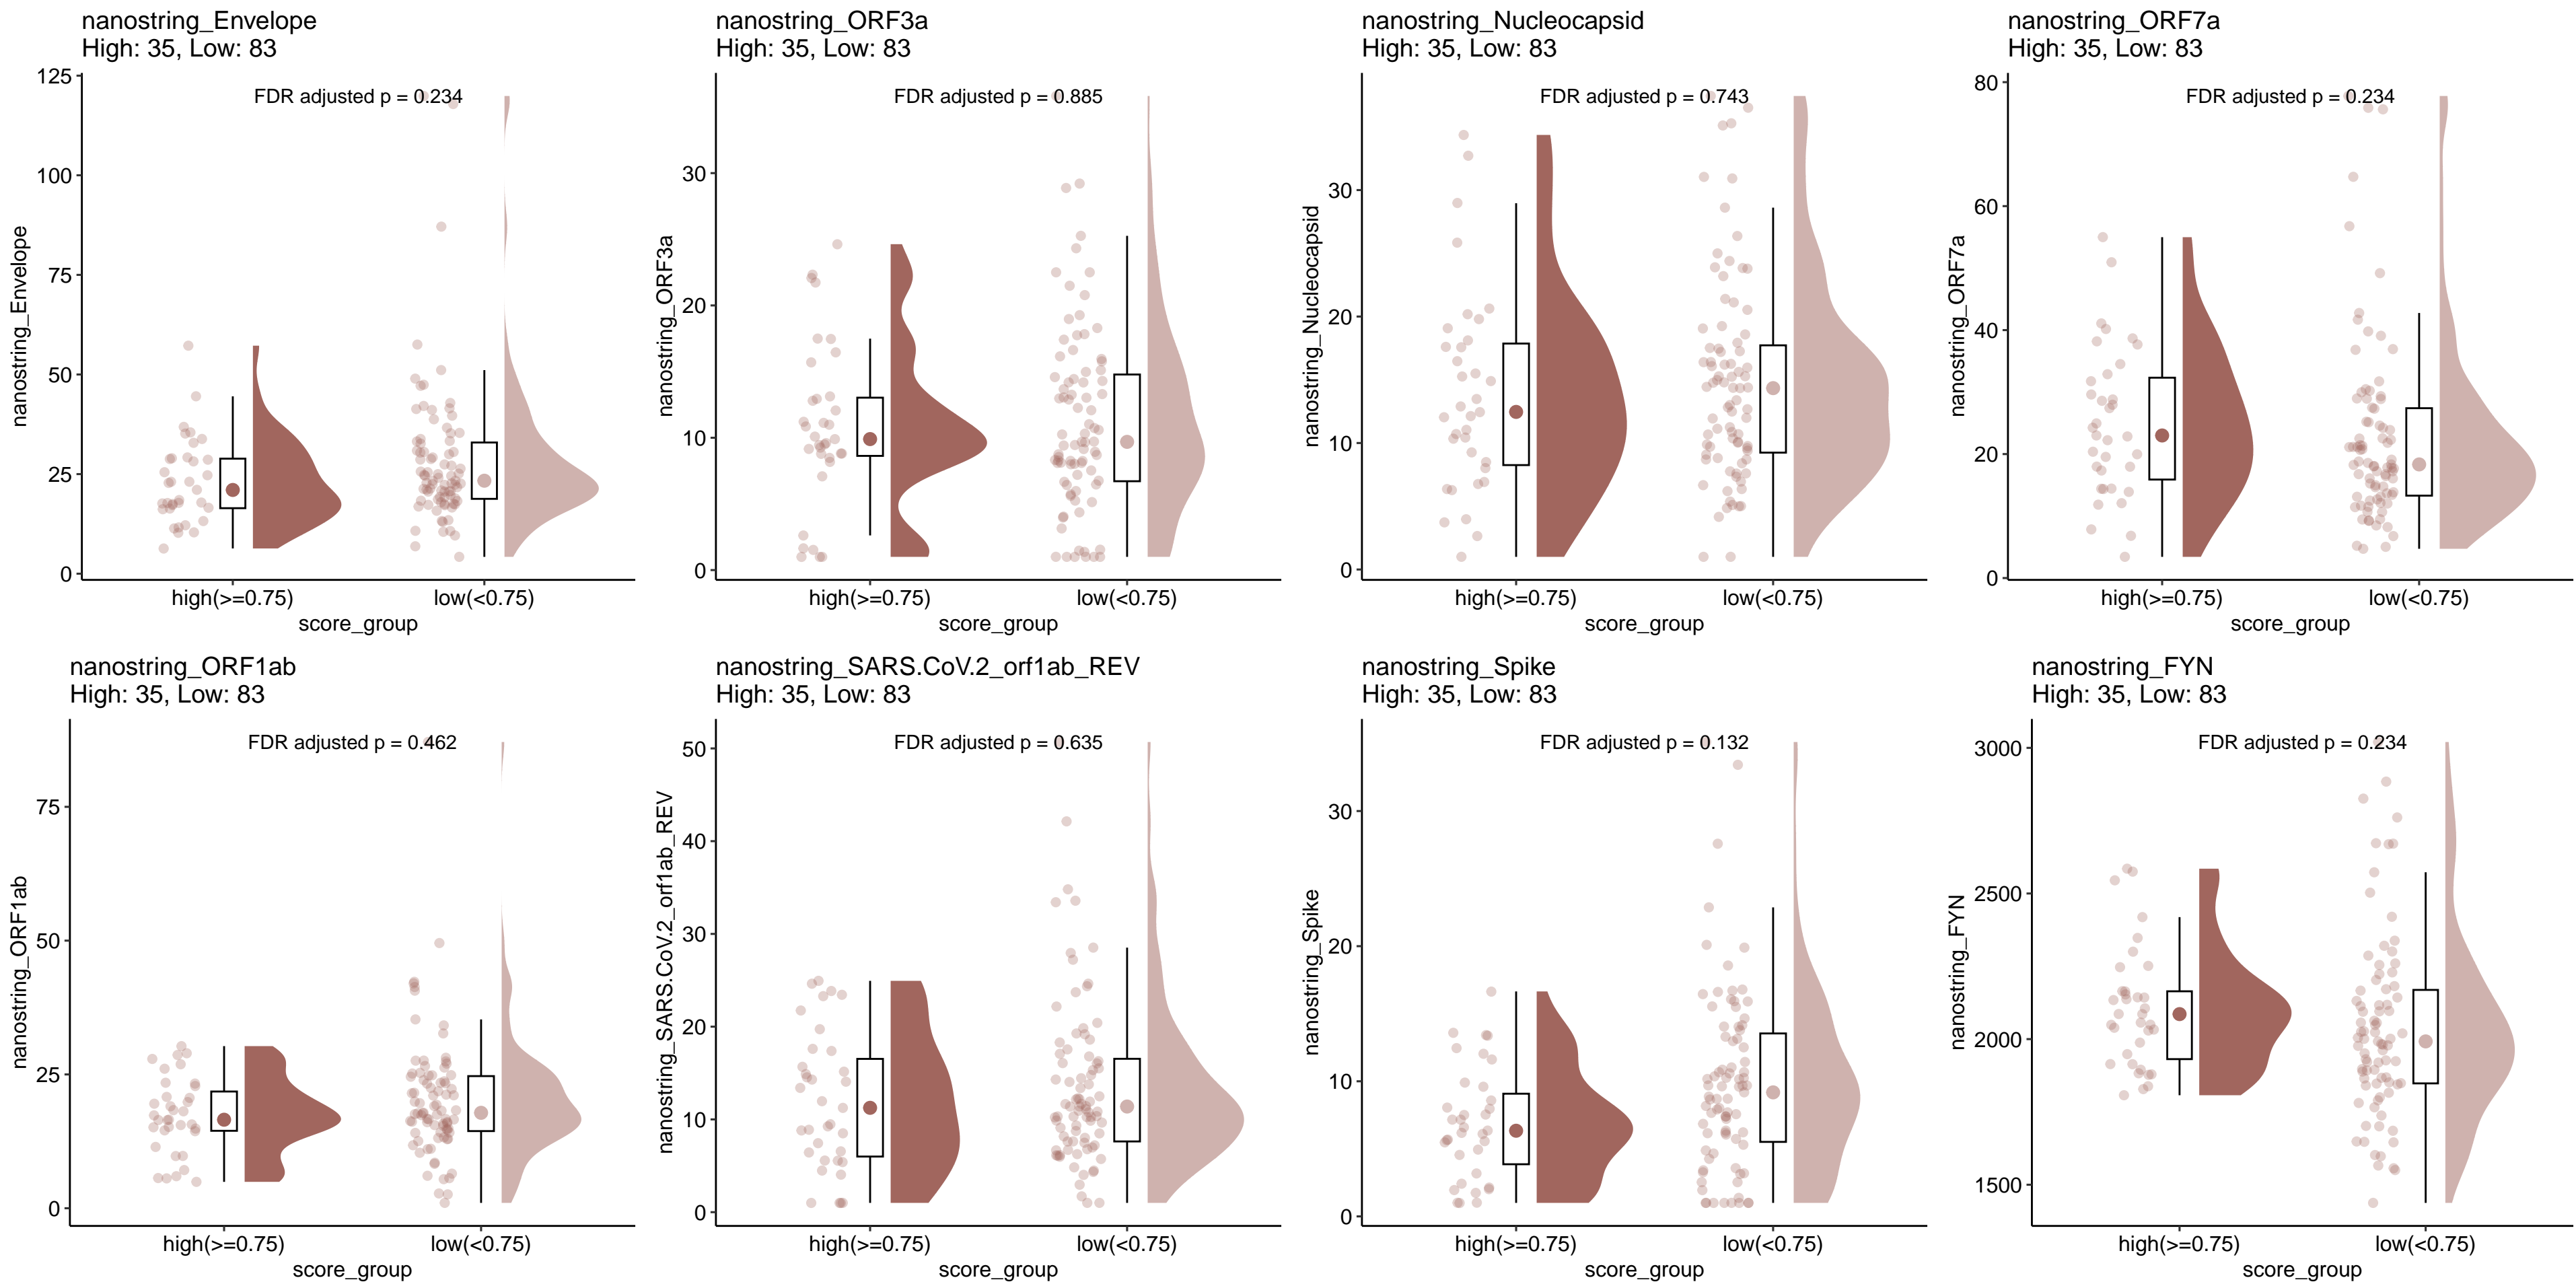 nanostring_Envelope
High: 35, Low: 83
FDR adjusted p = 0.234
125
100
75
50
25
0
nanostring_Envelope
high(>=0.75)
low(<0.75)
score_group
nanostring_ORF3a
High: 35, Low: 83
FDR adjusted p = 0.885
30
20
10
0
nanostring_ORF3a
high(>=0.75)
low(<0.75)
score_group
nanostring_Nucleocapsid
High: 35, Low: 83
FDR adjusted p = 0.743
30
20
10
0
nanostring_Nucleocapsid
high(>=0.75)
low(<0.75)
score_group
nanostring_ORF7a
High: 35, Low: 83
FDR adjusted p = 0.234
80
60
40
20
0
nanostring_ORF7a
high(>=0.75)
low(<0.75)
score_group
nanostring_ORF1ab
High: 35, Low: 83
FDR adjusted p = 0.462
75
50
25
0
nanostring_ORF1ab
high(>=0.75)
low(<0.75)
score_group
nanostring_SARS.CoV.2_orf1ab_REV
High: 35, Low: 83
FDR adjusted p = 0.635
50
40
30
20
10
0
nanostring_SARS.CoV.2_orf1ab_REV
high(>=0.75)
low(<0.75)
score_group
nanostring_Spike
High: 35, Low: 83
FDR adjusted p = 0.132
30
20
10
0
nanostring_Spike
high(>=0.75)
low(<0.75)
score_group
nanostring_FYN
High: 35, Low: 83
FDR adjusted p = 0.234
3000
2500
2000
1500
nanostring_FYN
high(>=0.75)
low(<0.75)
score_group